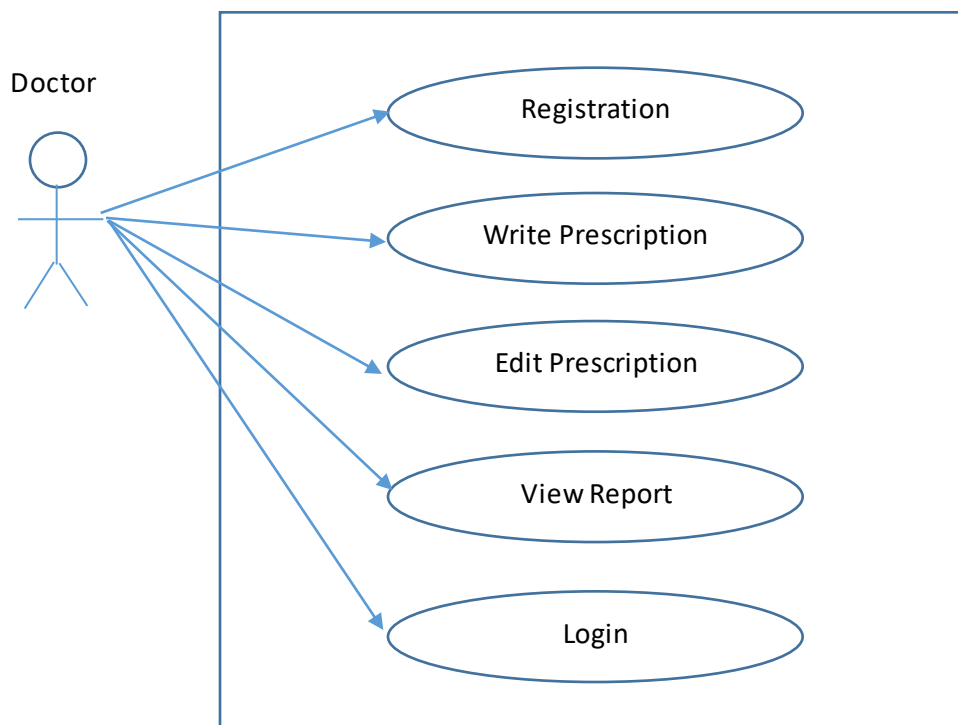 Doctor
Registration
Write Prescription
Edit Prescription
View Report
Login